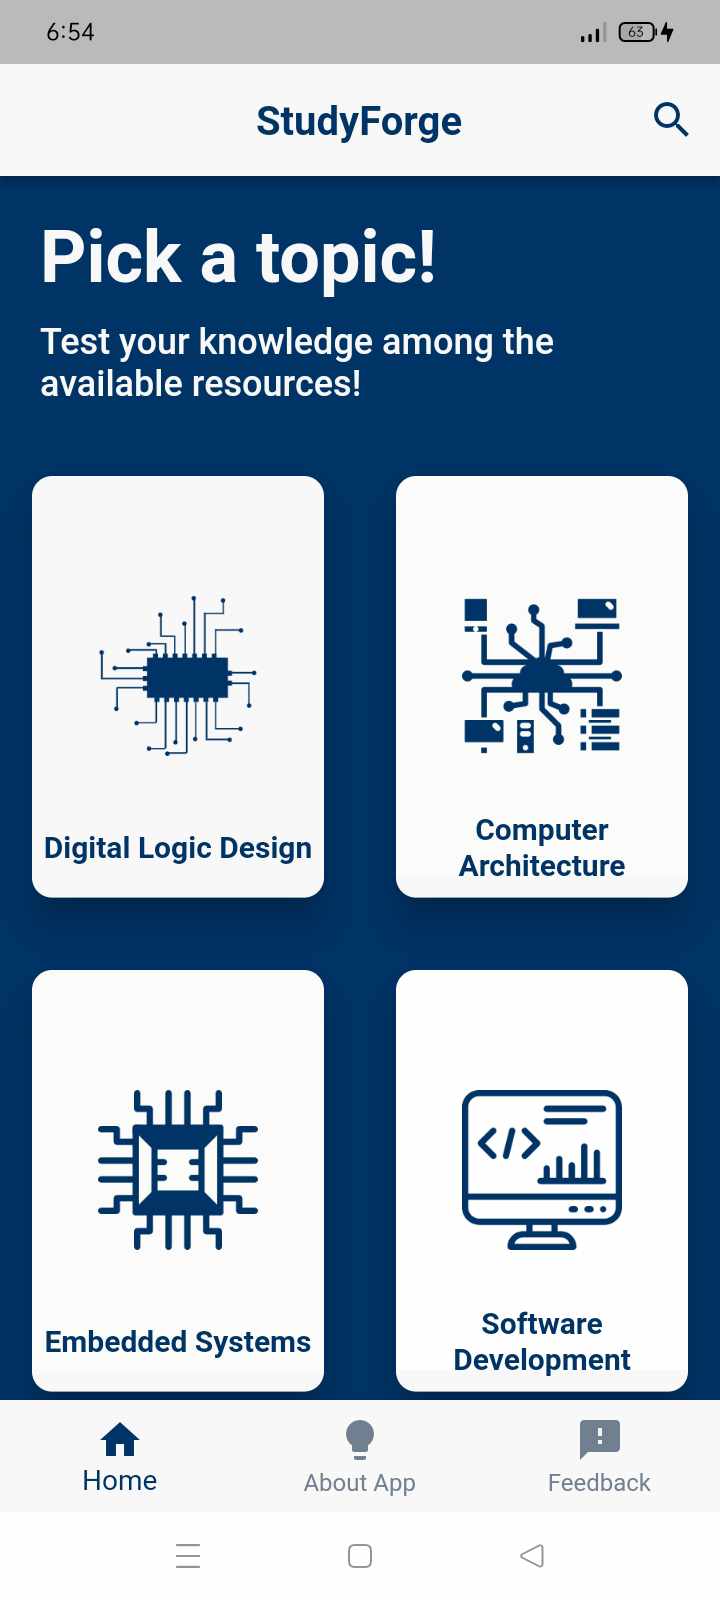 6:54
63
StudyForge
Pick a topic!
Test your knowledge among the
available resources!
Digital Logic Design
Computer
Architecture
Embedded Systems
Software
Development
Home
About App
Feedback